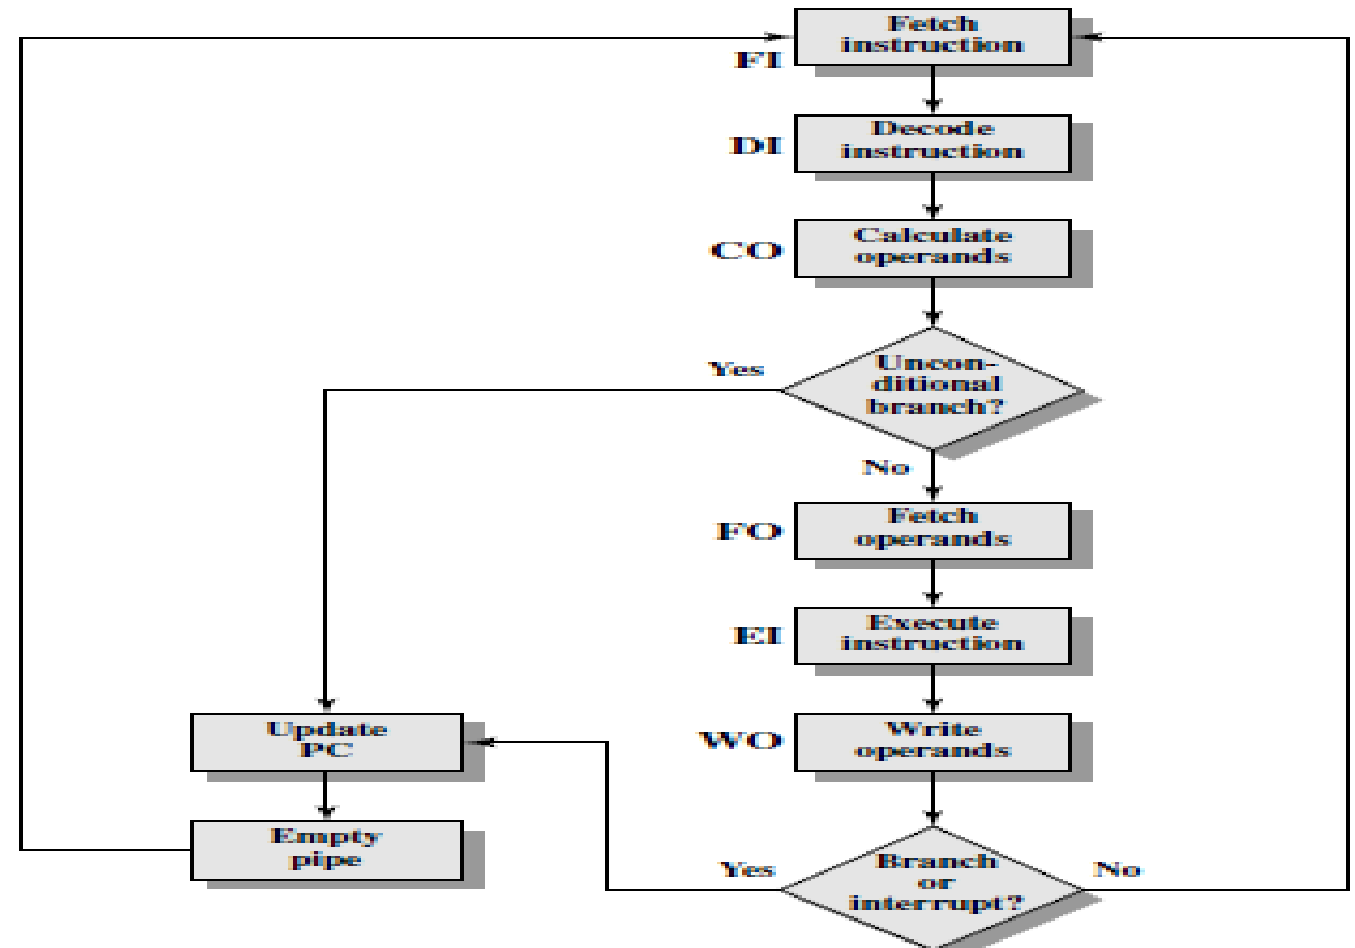 Fetch
instruction
FI
Decode
instruction
DI
Calculate
operands
CO
Uncon-
ditional
branch?
Yes
No
Fetch
operands
FO
Execute
instruction
EI
Write
operands
WO
Update
PC
Empty
pipe
Branch
or
interrupt?
Yes
No